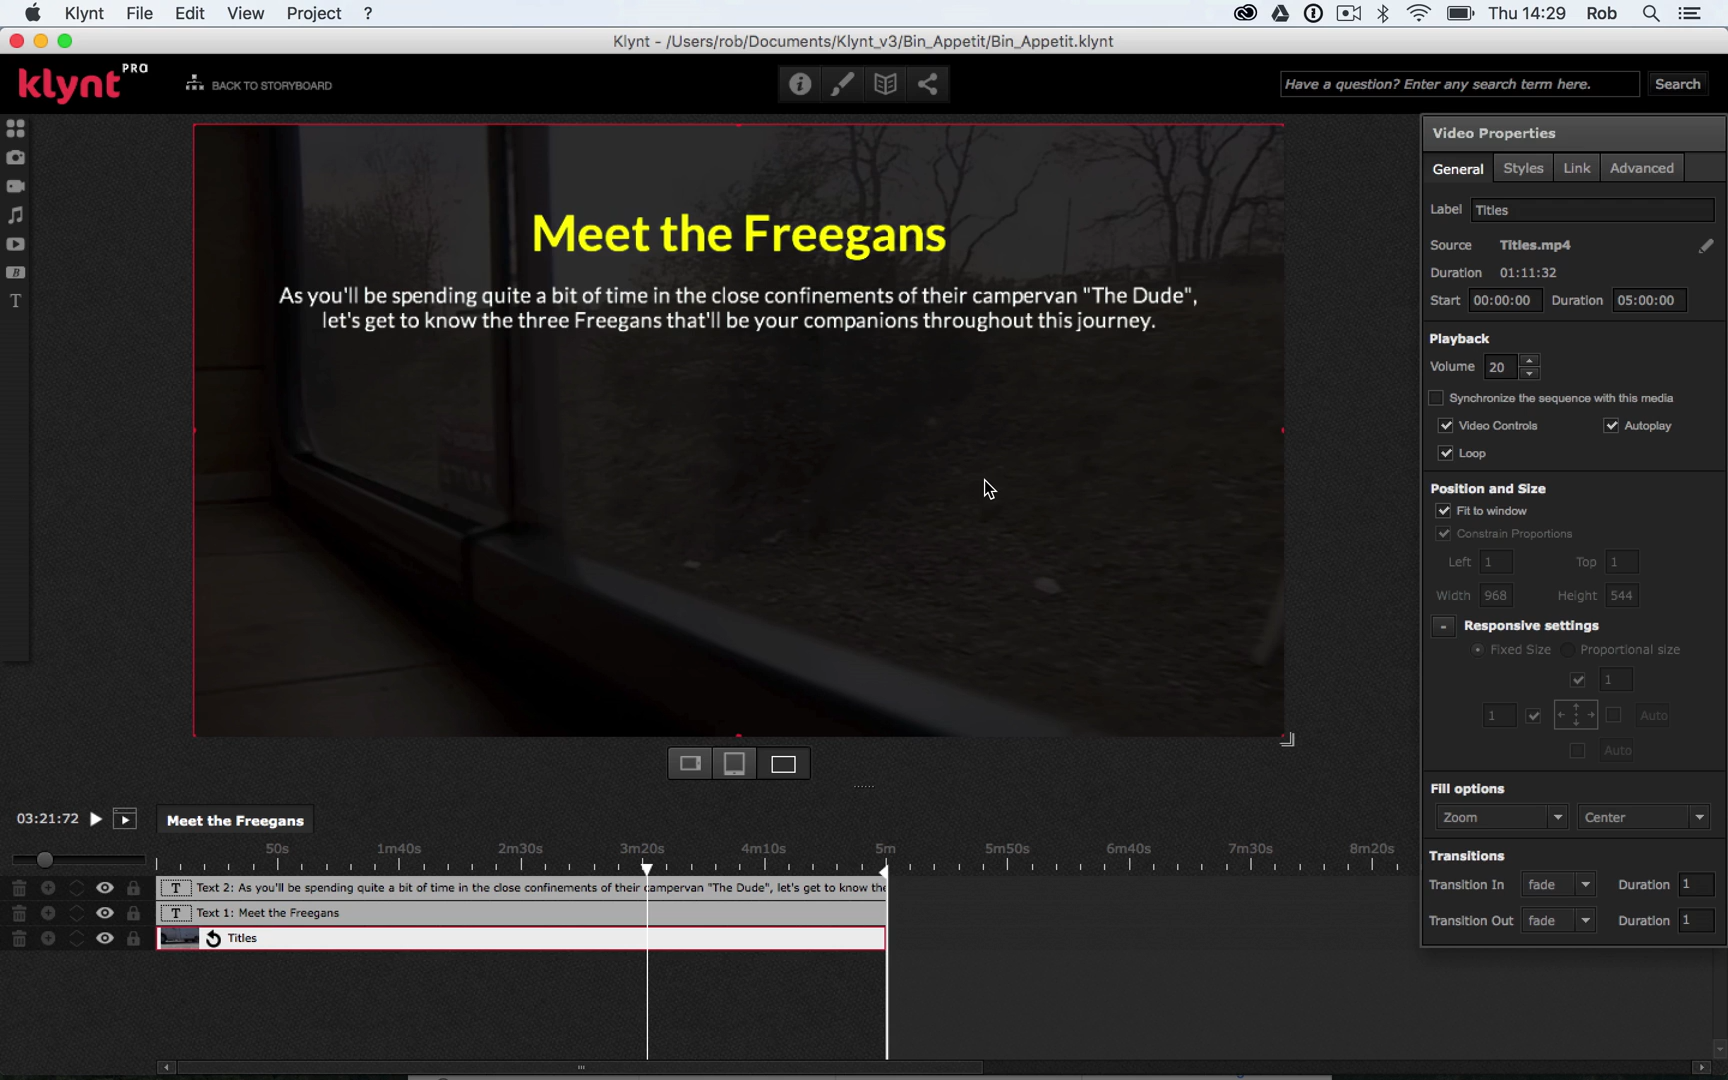 Klynt File Edit View Project ? Thu 14:29 Rob
Klynt - /Users/rob/Documents/Klynt_v3/Bin_Appetit/Bin_Appetit.klynt
klynt PRO BACK TO STORYBOARD Have a question? Enter any search term here. Search
Video Properties
General Styles Link Advanced
Label Titles
Source Titles.mp4
Duration 01:11:32
Start 00:00:00 Duration 05:00:00
Playback
Volume 20
Synchronize the sequence with this media
Video Controls Autoplay
Loop
Position and Size
Fit to window
Constrain Proportions
Left 1 Top 1
Width 968 Height 544
- Responsive settings
Fixed Size Proportional size
1
1 Auto
Auto
Fill options
Zoom Center
Transitions
Transition In fade Duration 1
Transition Out fade Duration 1
Meet the Freegans
As you'll be spending quite a bit of time in the close confinements of their campervan "The Dude",
let's get to know the three Freegans that'll be your companions throughout this journey.
B
T
03:21:72 Meet the Freegans
50s 1m40s 2m30s 3m20s 4m10s 5m 5m50s 6m40s 7m30s 8m20s
T Text 2: As you'll be spending quite a bit of time in the close confinements of their campervan "The Dude", let's get to know the
T Text 1: Meet the Freegans
Titles